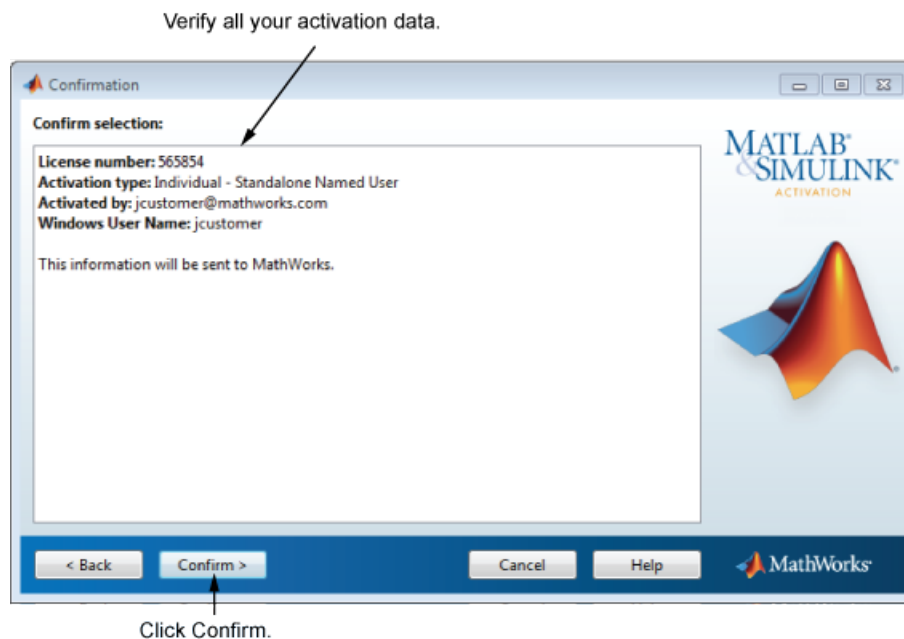 Verify all your activation data.
Confirmation
Confirm selection:
License number: 565854
Activation type: Individual - Standalone Named User
Activated by: jcustomer@mathworks.com
Windows User Name: jcustomer
This information will be sent to MathWorks.
MATLAB®
&SIMULINK®
ACTIVATION
< Back
Confirm >
Cancel
Help
MathWorks®
Click Confirm.